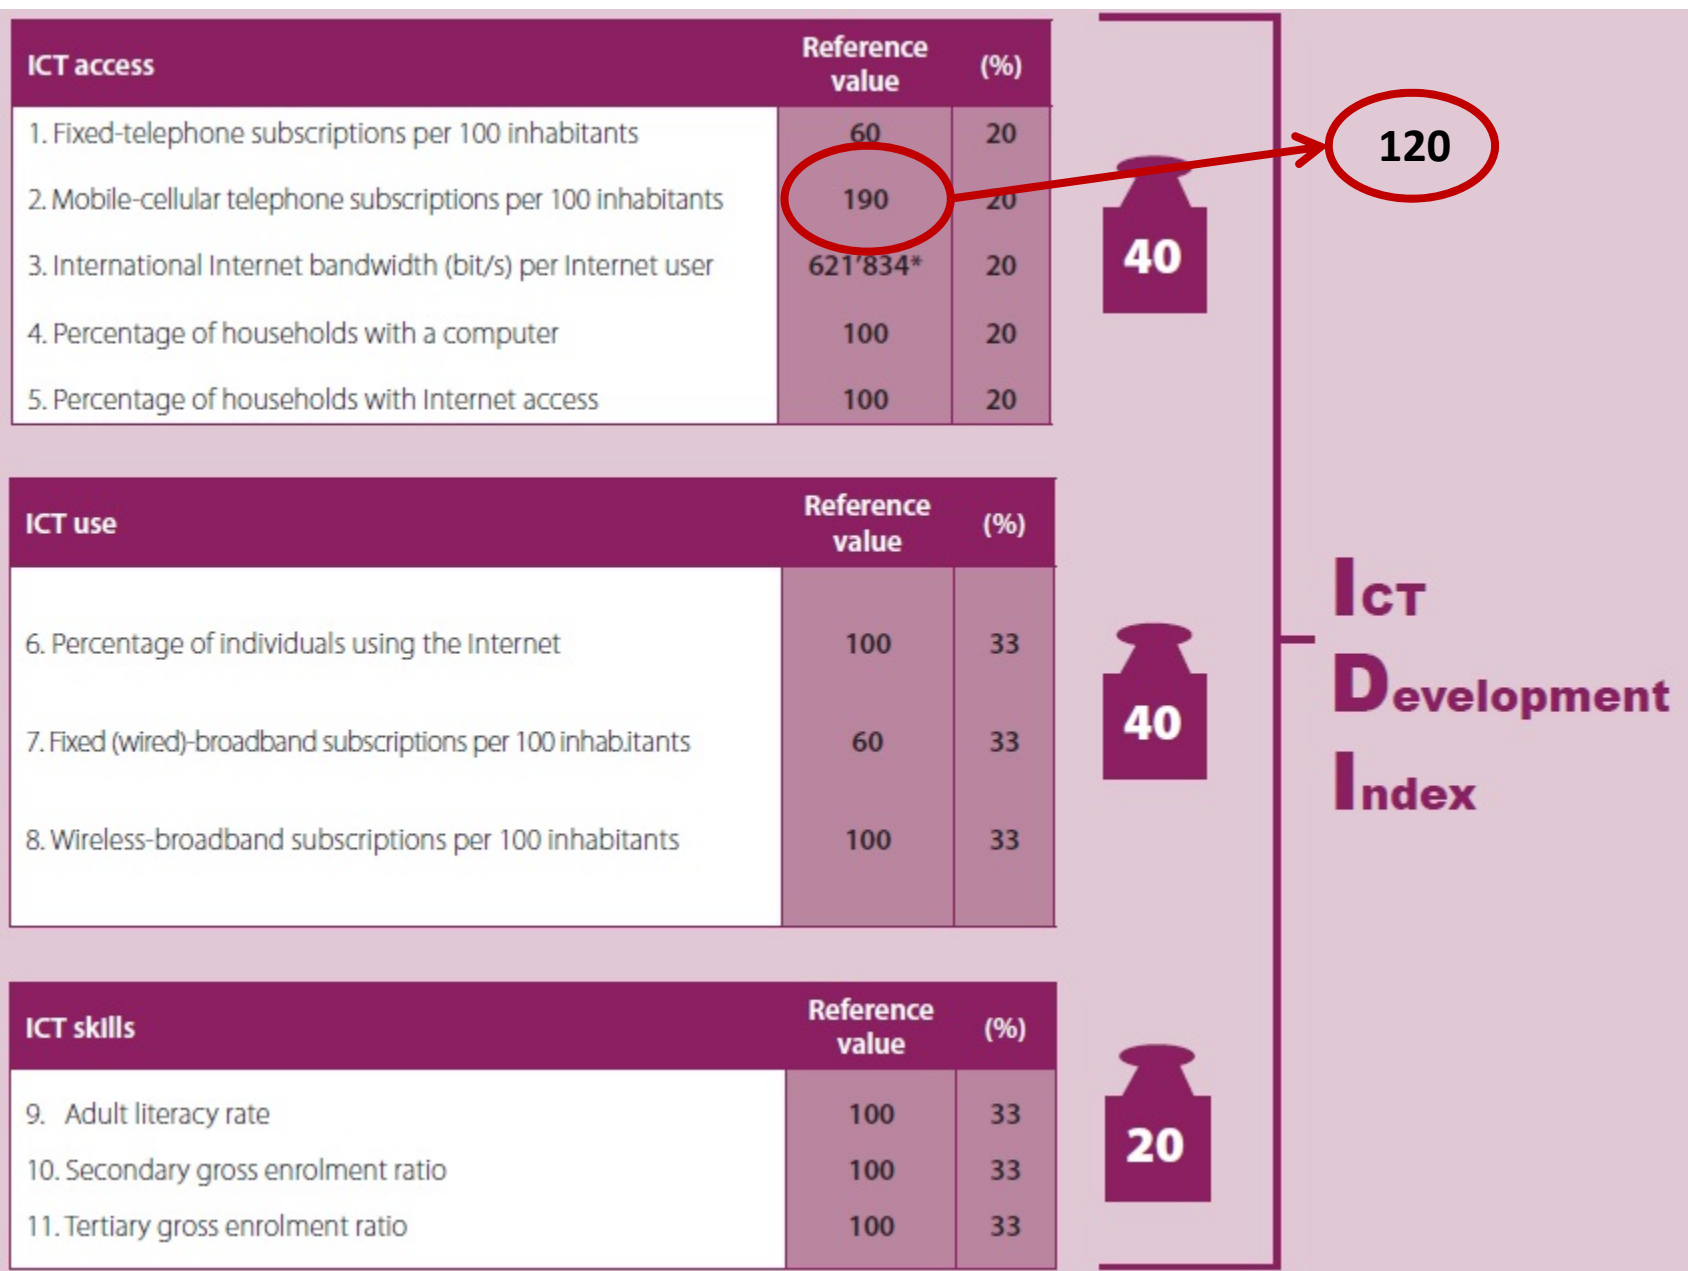 ICT access Reference value (%)
1. Fixed-telephone subscriptions per 100 inhabitants 60 20
2. Mobile-cellular telephone subscriptions per 100 inhabitants 190 20
3. International Internet bandwidth (bit/s) per Internet user 621'834* 20
4. Percentage of households with a computer 100 20
5. Percentage of households with Internet access 100 20
40
120
ICT use Reference value (%)
6. Percentage of individuals using the Internet 100 33
7. Fixed (wired)-broadband subscriptions per 100 inhab.itants 60 33
8. Wireless-broadband subscriptions per 100 inhabitants 100 33
40
ICT skills Reference value (%)
9. Adult literacy rate 100 33
10. Secondary gross enrolment ratio 100 33
11. Tertiary gross enrolment ratio 100 33
20
ICT
Development
Index